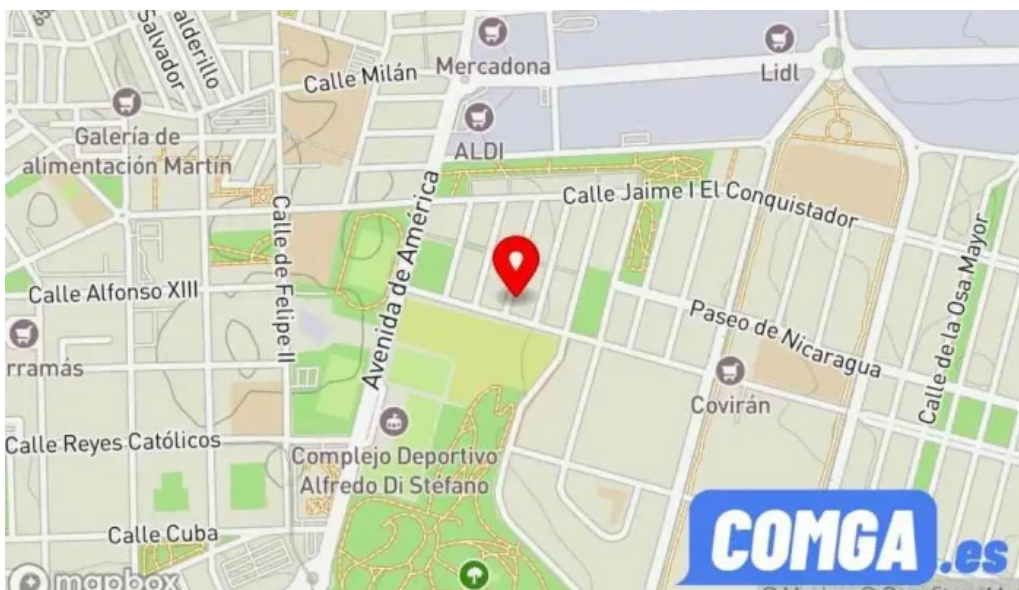 65
Salvador
alderillo
Calle Milán
Mercadona
Lidl
Galería de
alimentación Martín
ALDI
Calle Jaime I El Conquistador
Calle de Felipe II
Avenida de América
Calle Alfonso XIII
Calle de la Osa Mayor
Paseo de Nicaragua
rramás
Covirán
Calle Reyes Católicos
Complejo Deportivo
Alfredo Di Stéfano
Calle Cuba
COMGA.es
mapbox